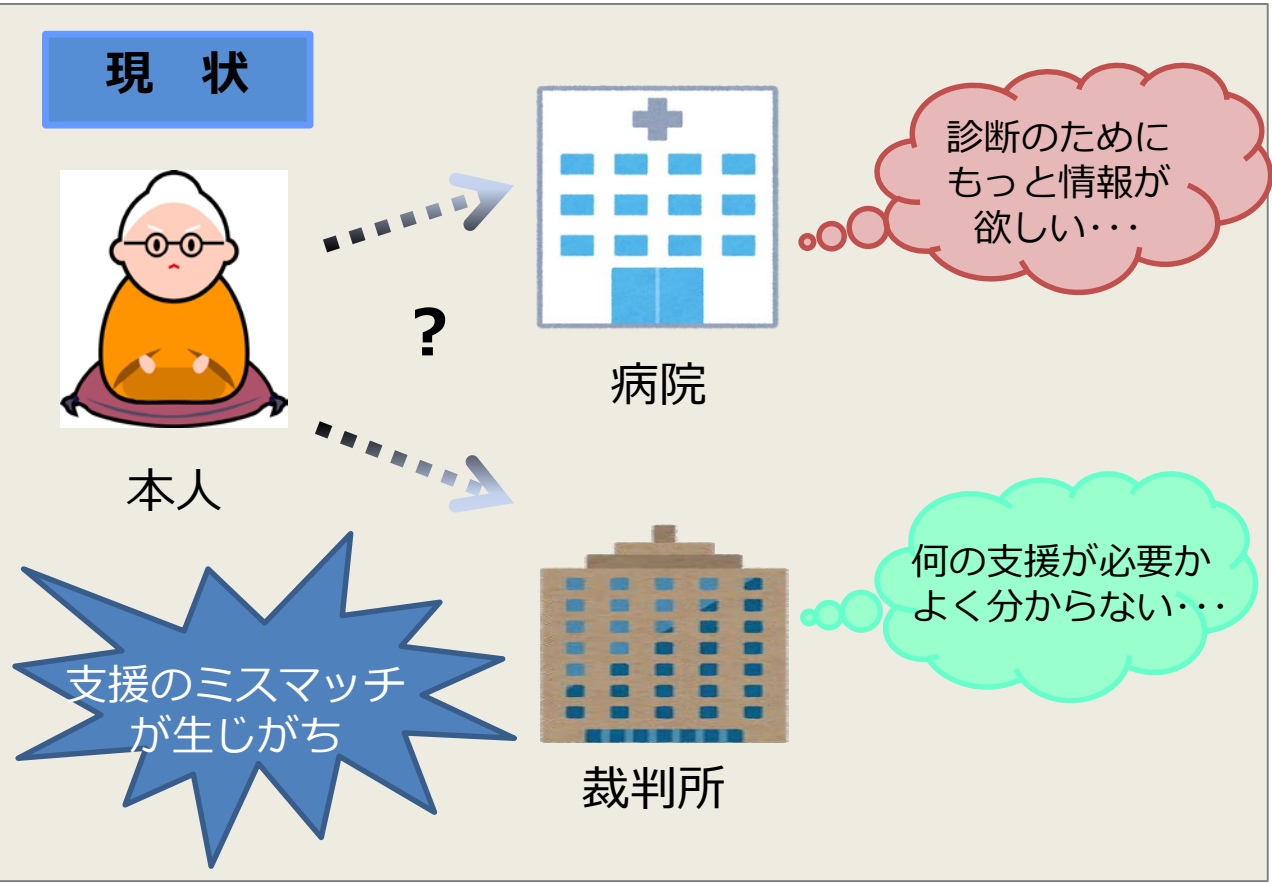 現　状
診断のために
もっと情報が
欲しい･･･
?
病院
本人
何の支援が必要か
よく分からない･･･
支援のミスマッチ
が生じがち
裁判所